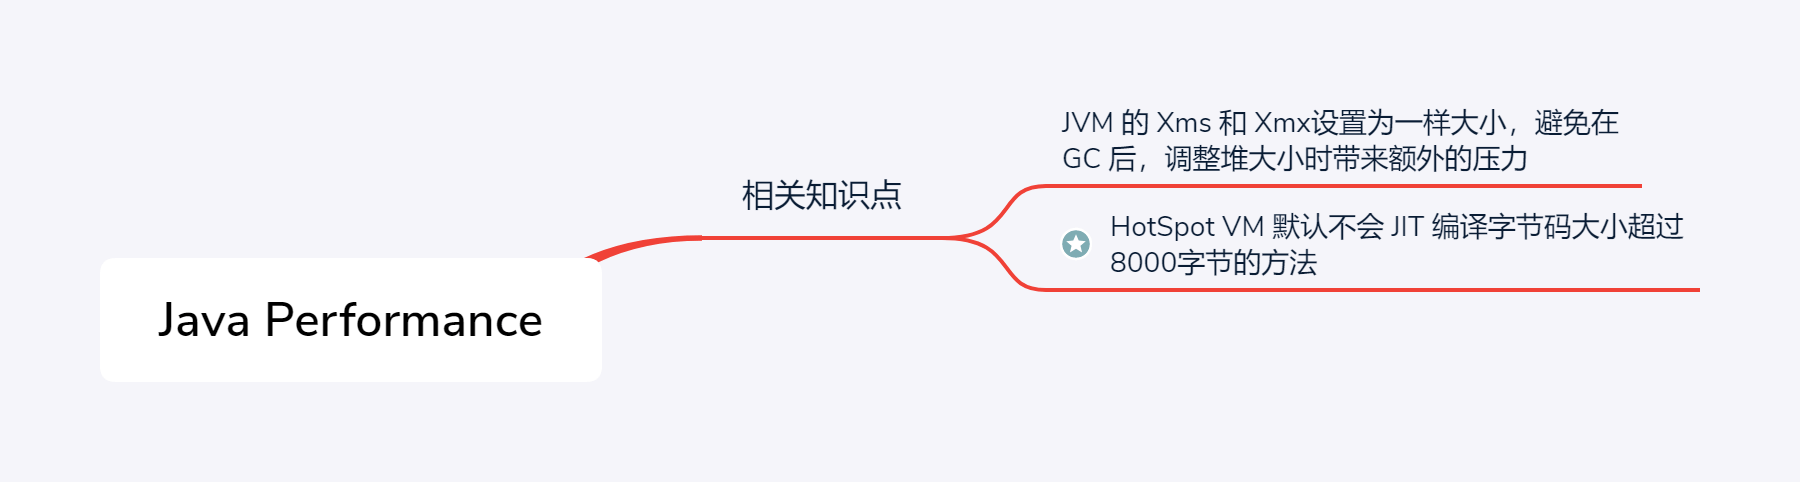 Java Performance
相关知识点
JVM 的 Xms 和 Xmx设置为一样大小，避免在
GC 后，调整堆大小时带来额外的压力
HotSpot VM 默认不会 JIT 编译字节码大小超过
8000字节的方法